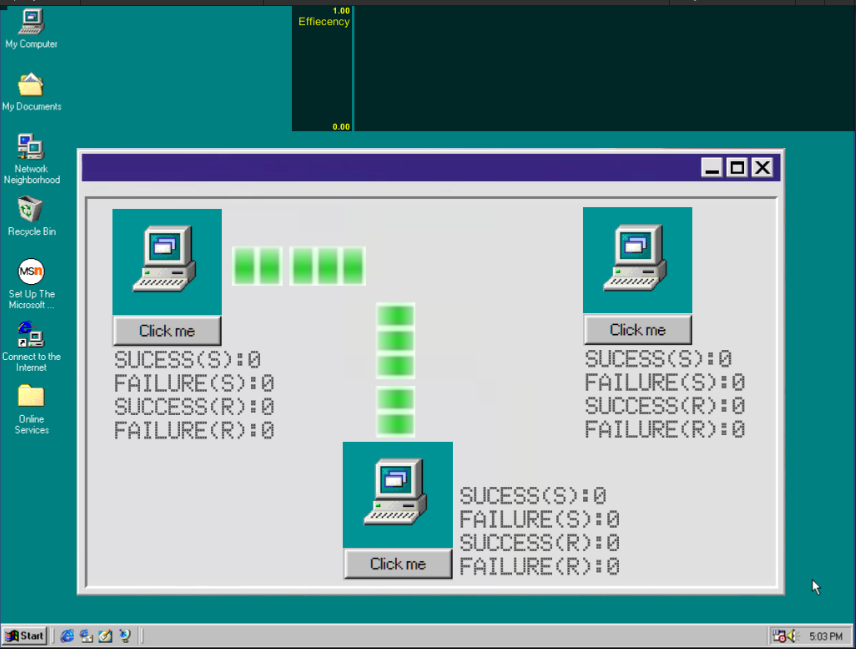 My Computer
1.00
Effiecency
0.00
My Documents
Network
Neighborhood
Recycle Bin
MSn
Set Up The
Microsoft ...
Connect to the
Internet
Online
Services
Click me
SUCESS(S):0
FAILURE(S):0
SUCCESS(R):0
FAILURE(R):0
Click me
SUCESS(S):0
FAILURE(S):0
SUCCESS(R):0
FAILURE(R):0
Click me
SUCESS(S):0
FAILURE(S):0
SUCCESS(R):0
FAILURE(R):0
Start
5:03 PM